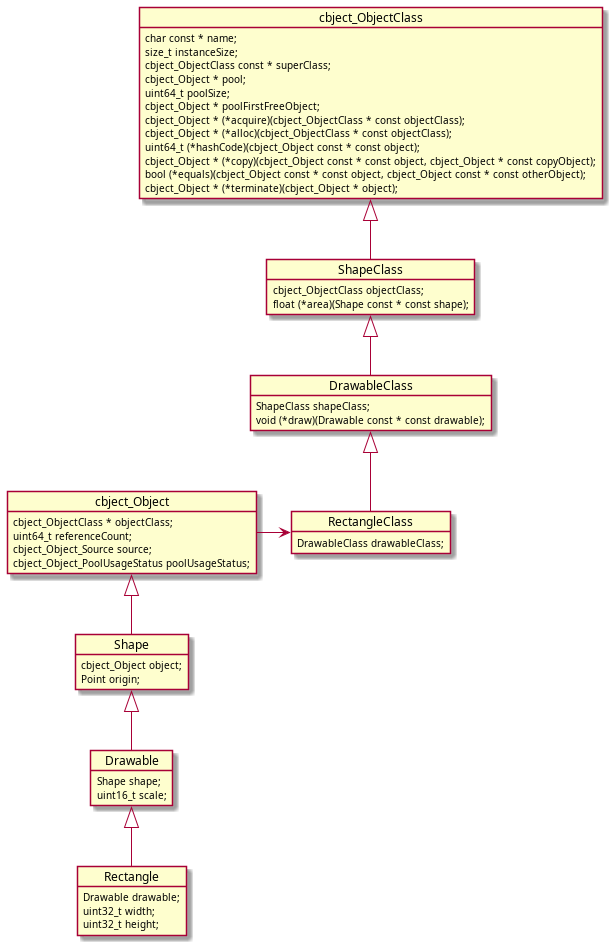 cbject_ObjectClass
char const * name;
size_t instanceSize;
cbject_ObjectClass const * superClass;
cbject_Object * pool;
uint64_t poolSize;
cbject_Object * poolFirstFreeObject;
cbject_Object * (*acquire)(cbject_ObjectClass * const objectClass);
cbject_Object * (*alloc)(cbject_ObjectClass * const objectClass);
uint64_t (*hashCode)(cbject_Object const * const object);
cbject_Object * (*copy)(cbject_Object const * const object, cbject_Object * const copyObject);
bool (*equals)(cbject_Object const * const object, cbject_Object const * const otherObject);
cbject_Object * (*terminate)(cbject_Object * object);
ShapeClass
cbject_ObjectClass objectClass;
float (*area)(Shape const * const shape);
DrawableClass
ShapeClass shapeClass;
void (*draw)(Drawable const * const drawable);
cbject_Object
cbject_ObjectClass * objectClass;
uint64_t referenceCount;
cbject_Object_Source source;
cbject_Object_PoolUsageStatus poolUsageStatus;
RectangleClass
DrawableClass drawableClass;
Shape
cbject_Object object;
Point origin;
Drawable
Shape shape;
uint16_t scale;
Rectangle
Drawable drawable;
uint32_t width;
uint32_t height;